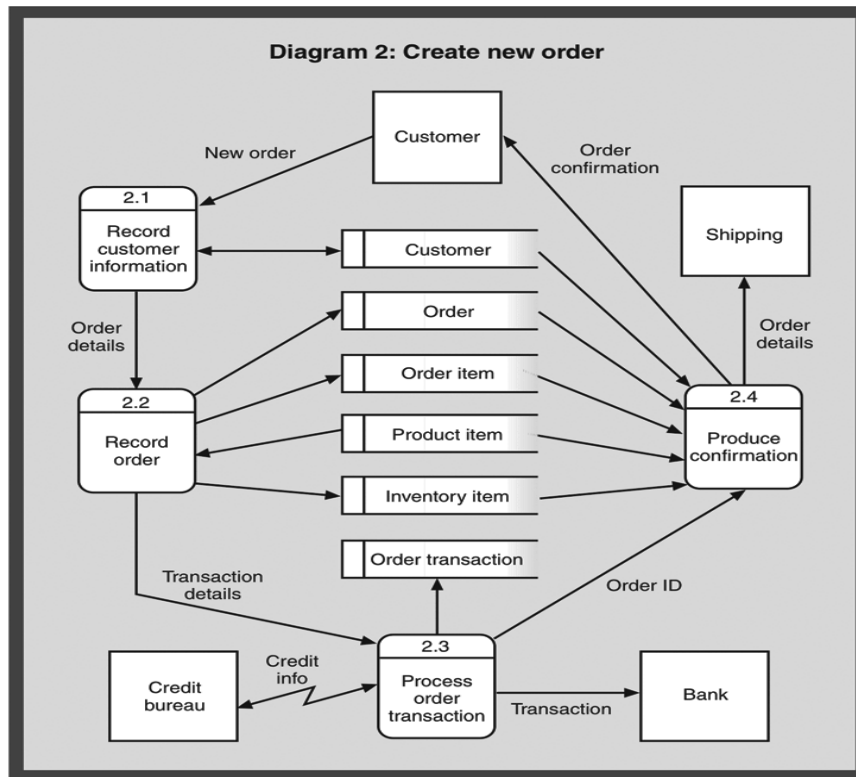 Diagram 2: Create new order
Customer
New order
Order
confirmation
2.1
Record
customer
information
Shipping
Customer
Order
details
Order
Order
details
Order item
2.2
Record
order
2.4
Produce
confirmation
Product item
Inventory item
Order transaction
Transaction
details
Order ID
2.3
Process
order
transaction
Credit
info
Credit
bureau
Transaction
Bank